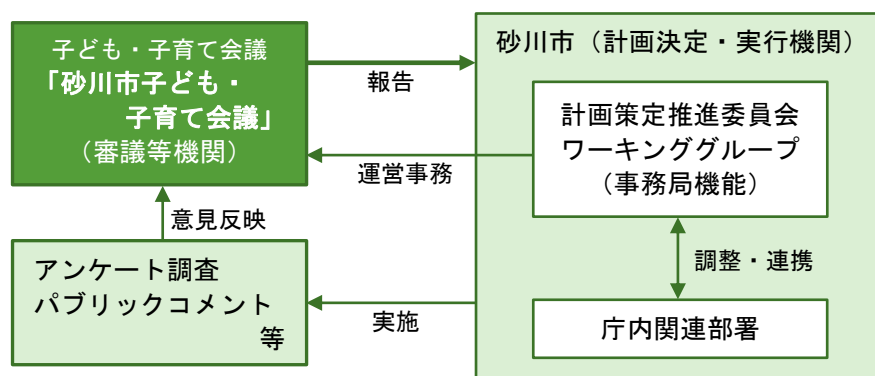 子ども・子育て会議
「砂川市子ども・
子育て会議」
（審議等機関）
報告
運営事務
意見反映
アンケート調査
パブリックコメント
等
実施
砂川市（計画決定・実行機関）
計画策定推進委員会
ワーキンググループ
（事務局機能）
調整・連携
庁内関連部署